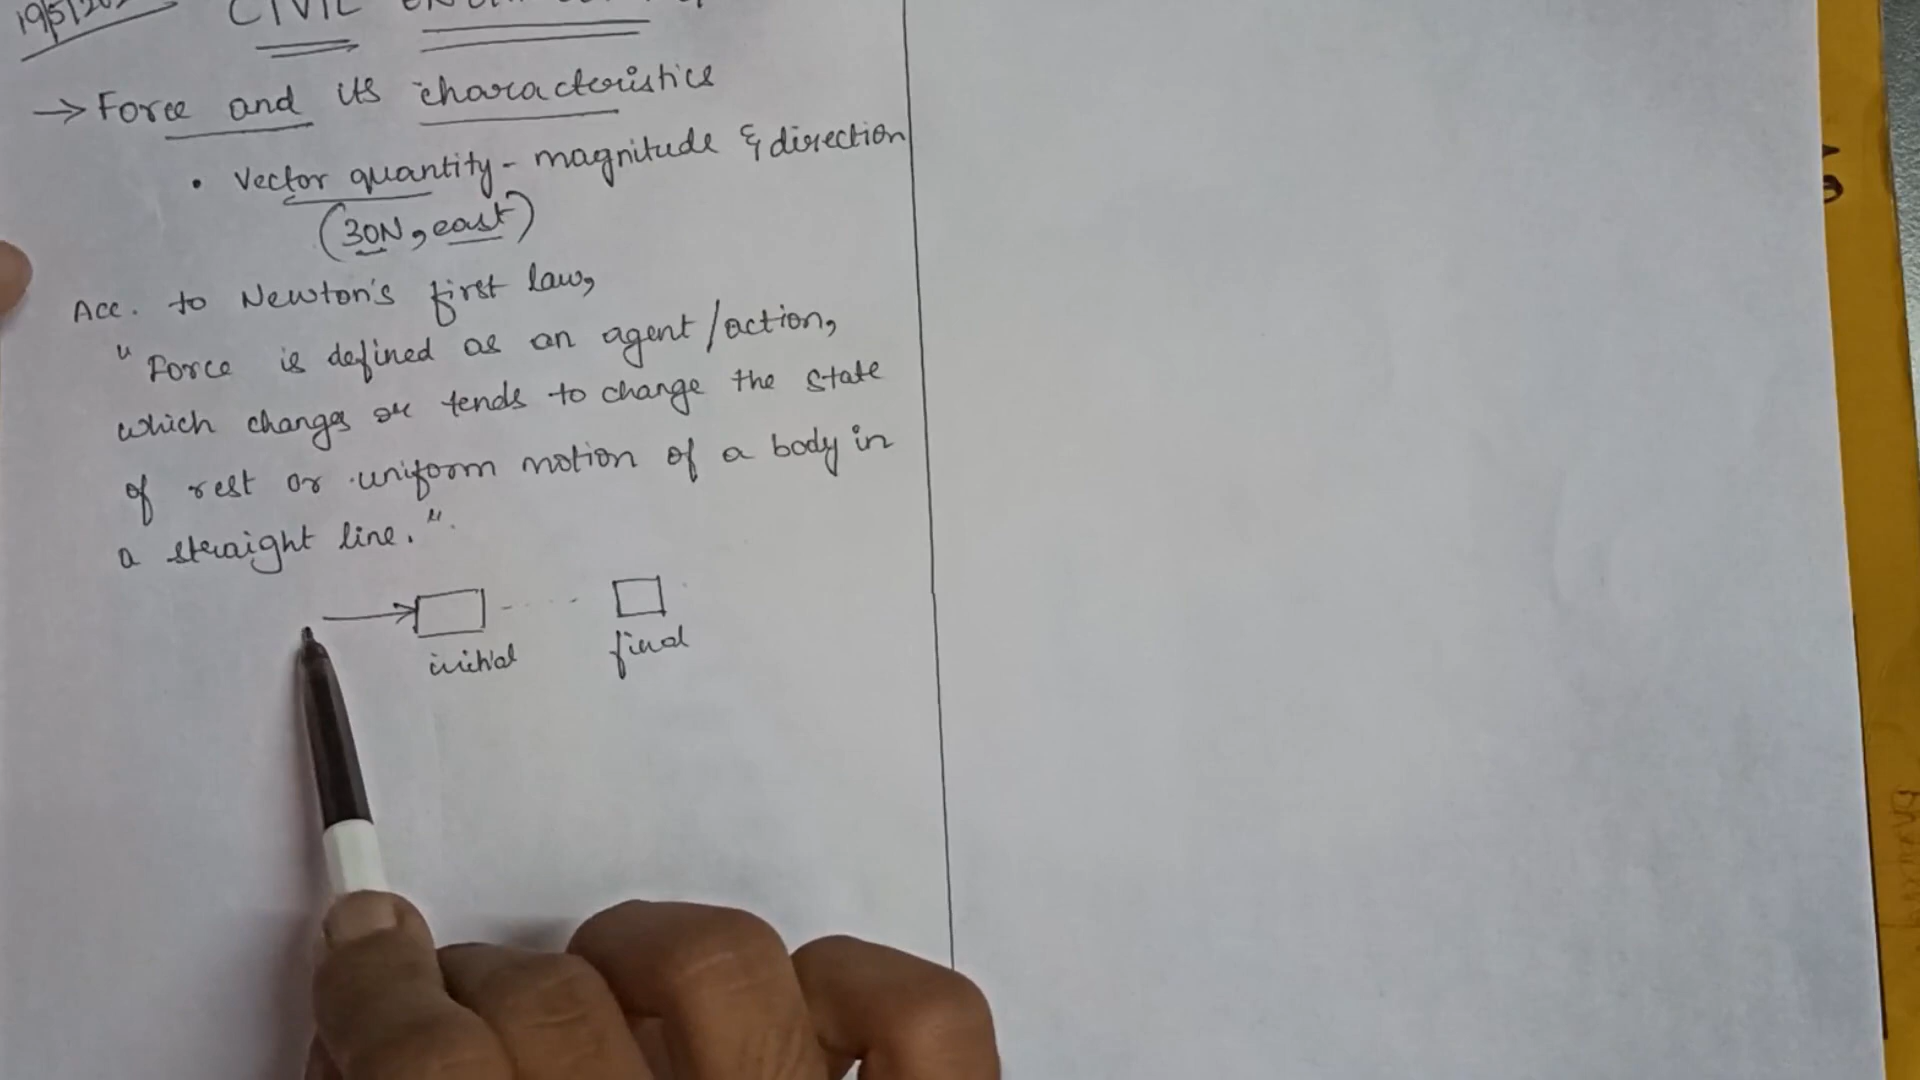 CIVIL
→ Force and its characteristics
• Vector quantity - magnitude & direction
(30N, east)
Acc. to Newton's first law,
" Force is defined as an agent/action,
which changes or tends to change the state
of rest or uniform motion of a body in
a straight line.".
initial
final